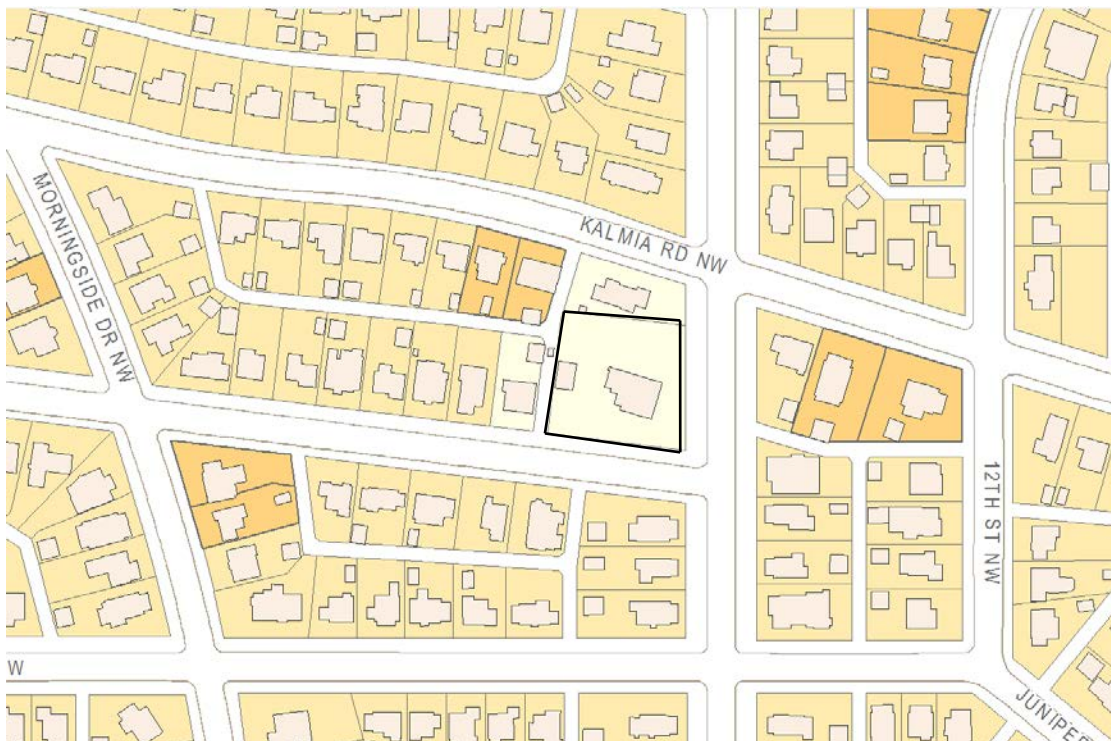 MORNINGSIDE DR NW
KALMIA RD NW
12TH ST NW
W
JUNIPER